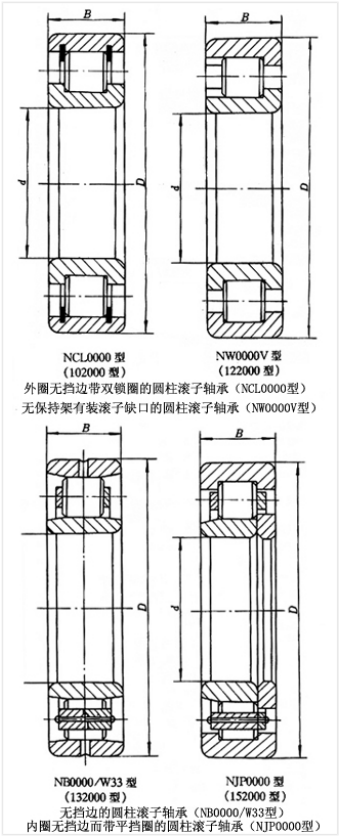 B
B
d
D
d
D
NCL0000 型
(102000 型)
NW0000V 型
(122000 型)
外圈无挡边带双锁圈的圆柱滚子轴承（NCL0000型）
无保持架有装滚子缺口的圆柱滚子轴承（NW0000V型）
B
B
D
d
D
NB0000/W33 型
(132000 型)
NJP0000 型
(152000 型)
无挡边的圆柱滚子轴承（NB0000/W33型）
内圈无挡边而带平挡圈的圆柱滚子轴承（NJP0000型）